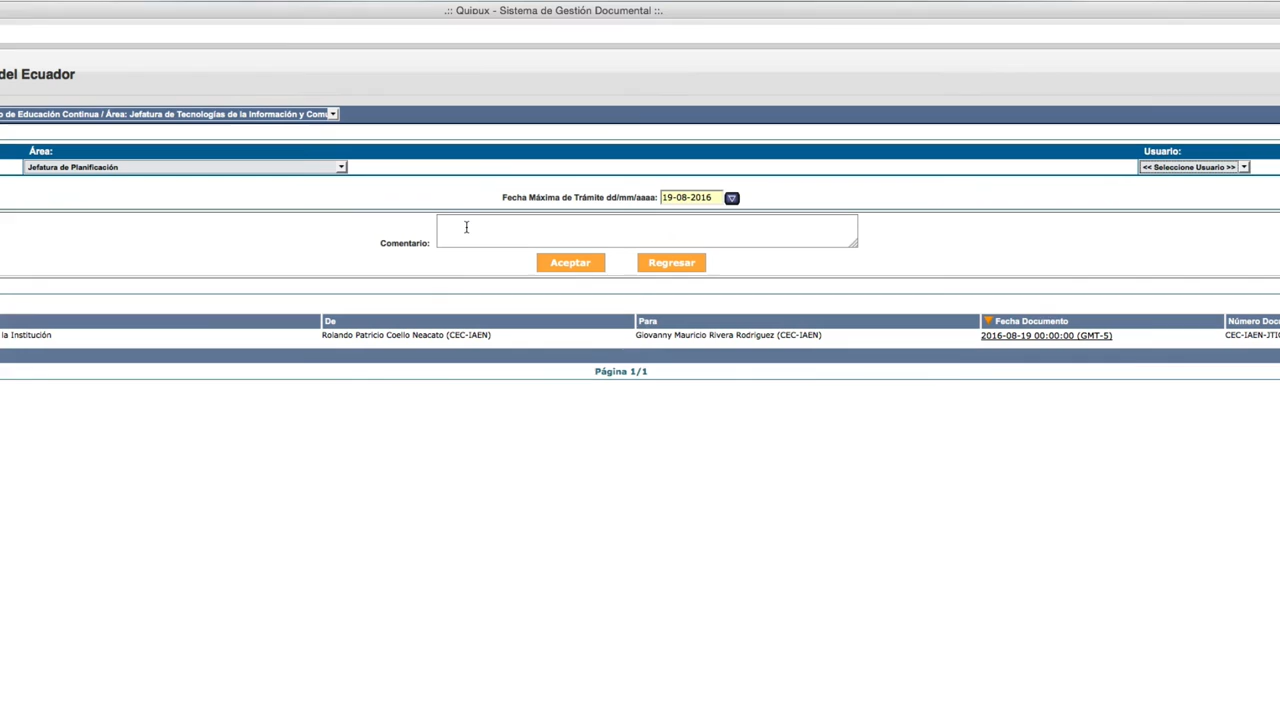 .:: Quipux - Sistema de Gestión Documental ::.
del Ecuador
o de Educación Continua / Área: Jefatura de Tecnologías de la Información y Comu
Área: Usuario:
Jefatura de Planificación << Seleccione Usuario >>
Fecha Máxima de Trámite dd/mm/aaaa: 19-08-2016
Comentario:
Aceptar Regresar
De Para Fecha Documento Número Docu
la Institución Rolando Patricio Coello Neacato (CEC-IAEN) Giovanny Mauricio Rivera Rodriguez (CEC-IAEN) 2016-08-19 00:00:00 (GMT-5) CEC-IAEN-JTIC
Página 1/1